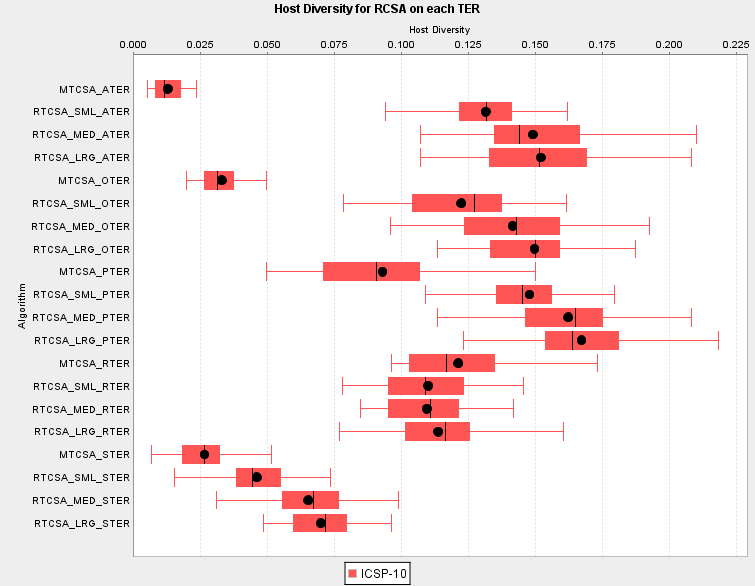 Host Diversity for RCSA on each TER
Host Diversity
0.000 0.025 0.050 0.075 0.100 0.125 0.150 0.175 0.200 0.225
Algorithm
MTCSA_ATER
RTCSA_SML_ATER
RTCSA_MED_ATER
RTCSA_LRG_ATER
MTCSA_OTER
RTCSA_SML_OTER
RTCSA_MED_OTER
RTCSA_LRG_OTER
MTCSA_PTER
RTCSA_SML_PTER
RTCSA_MED_PTER
RTCSA_LRG_PTER
MTCSA_RTER
RTCSA_SML_RTER
RTCSA_MED_RTER
RTCSA_LRG_RTER
MTCSA_STER
RTCSA_SML_STER
RTCSA_MED_STER
RTCSA_LRG_STER
ICSP-10